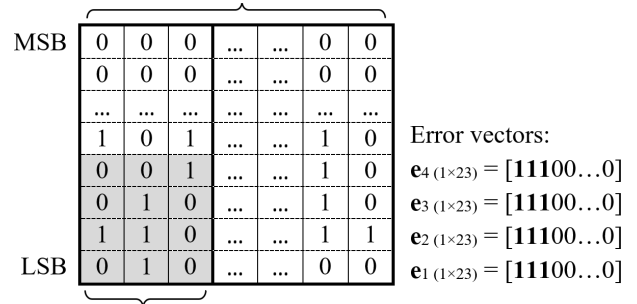 MSB 0 0 0 ... ... 0 0
0 0 0 ... ... 0 0
... ... ... ... ... ... ...
1 0 1 ... ... 1 0 Error vectors:
0 0 1 ... ... 1 0 e4 (1×23) = [11100…0]
0 1 0 ... ... 1 0 e3 (1×23) = [11100…0]
1 1 0 ... ... 1 1 e2 (1×23) = [11100…0]
LSB 0 1 0 ... ... 0 0 e1 (1×23) = [11100…0]